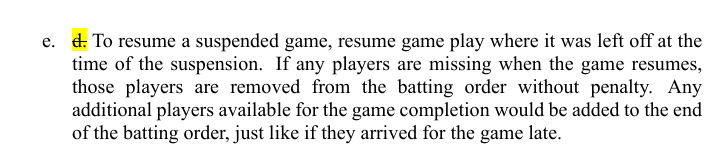 e. d. To resume a suspended game, resume game play where it was left off at the
time of the suspension. If any players are missing when the game resumes,
those players are removed from the batting order without penalty. Any
additional players available for the game completion would be added to the end
of the batting order, just like if they arrived for the game late.